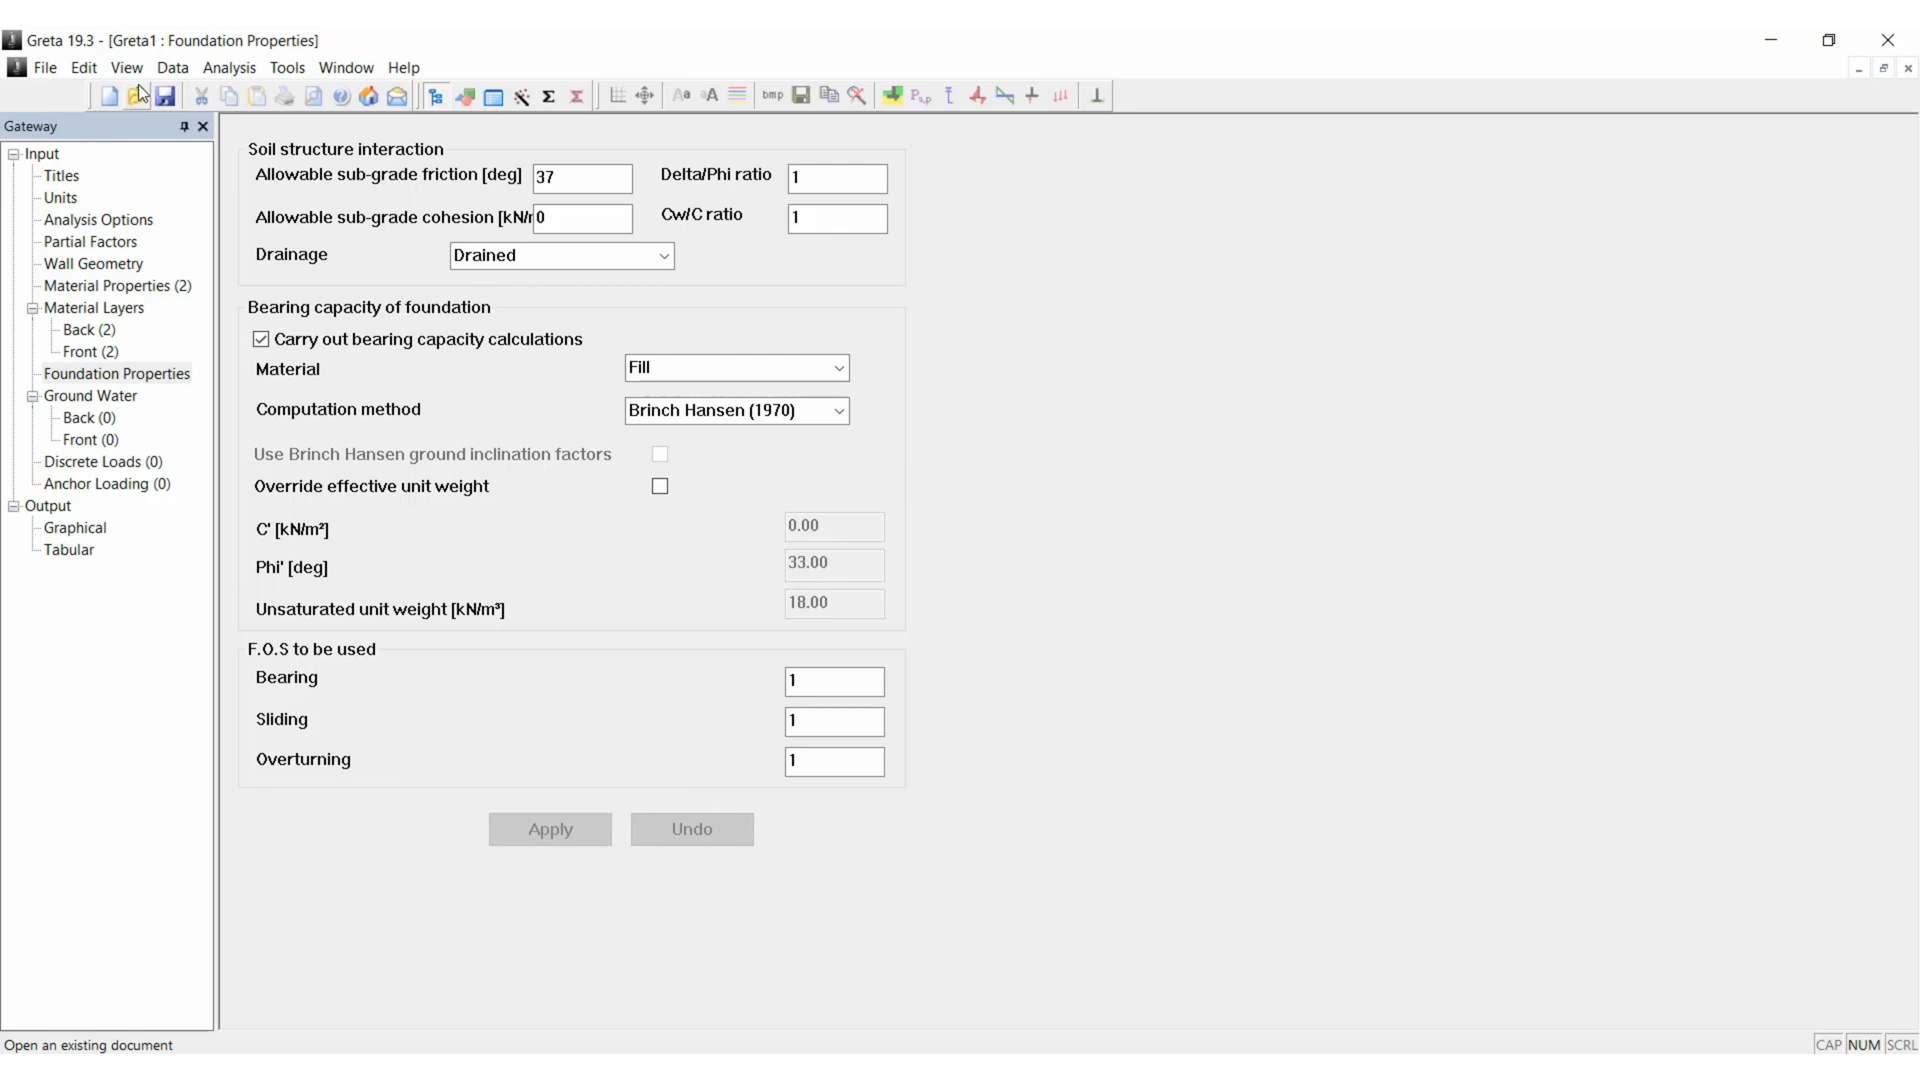 Greta 19.3 - [Greta1 : Foundation Properties]
File Edit View Data Analysis Tools Window Help
Aa AA bmp Pa,p
Gateway
Input
Titles
Units
Analysis Options
Partial Factors
Wall Geometry
Material Properties (2)
Material Layers
Back (2)
Front (2)
Foundation Properties
Ground Water
Back (0)
Front (0)
Discrete Loads (0)
Anchor Loading (0)
Output
Graphical
Tabular
Soil structure interaction
Allowable sub-grade friction [deg] 37 Delta/Phi ratio 1
Allowable sub-grade cohesion [kN/ 0 Cw/C ratio 1
Drainage Drained
Bearing capacity of foundation
Carry out bearing capacity calculations
Material Fill
Computation method Brinch Hansen (1970)
Use Brinch Hansen ground inclination factors
Override effective unit weight
C' [kN/m²] 0.00
Phi' [deg] 33.00
Unsaturated unit weight [kN/m³] 18.00
F.O.S to be used
Bearing 1
Sliding 1
Overturning 1
Apply Undo
Open an existing document
CAP NUM SCRL